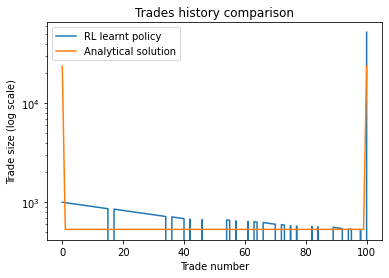 Trades history comparison
RL learnt policy
Analytical solution
Trade size (log scale)
10^4
10^3
0 20 40 60 80 100
Trade number